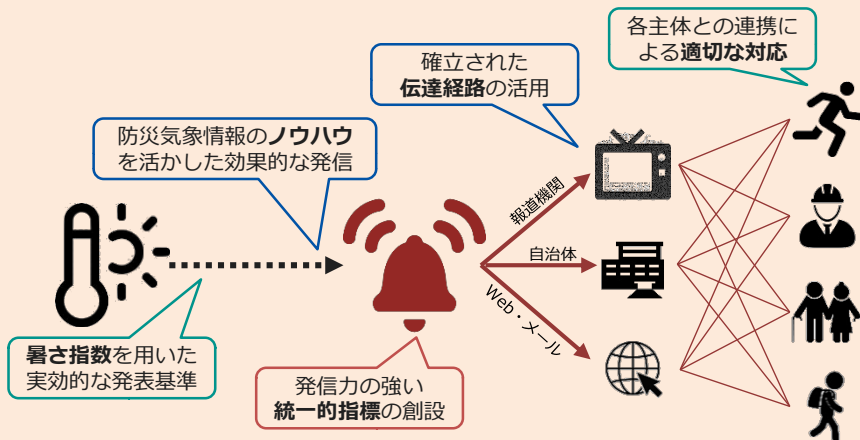 各主体との連携に
よる適切な対応
確立された
伝達経路の活用
防災気象情報のノウハウ
を活かした効果的な発信
報道機関
自治体
Web・メール
暑さ指数を用いた
実効的な発表基準
発信力の強い
統一的指標の創設